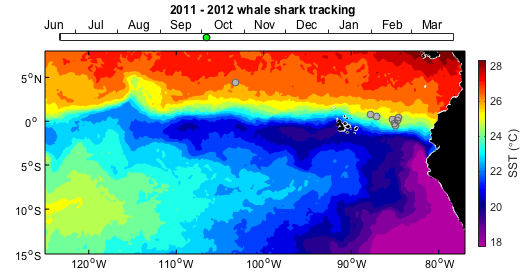 2011 - 2012 whale shark tracking
Jun Jul Aug Sep Oct Nov Dec Jan Feb Mar
5°N
0°
5°S
10°S
15°S
120°W 110°W 100°W 90°W 80°W
28
26
24
22
20
18
SST (°C)